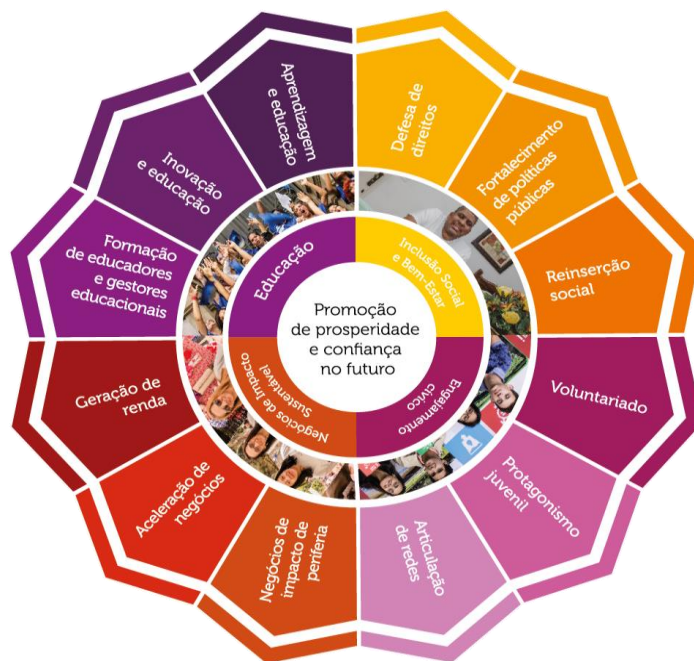 Promoção
de prosperidade
e confiança
no futuro
Educação
Inclusão Social
e Bem-Estar
Engajamento
cívico
Negócios de Impacto
Sustentável
Aprendizagem
e educação
Defesa de
direitos
Fortalecimento
de políticas
públicas
Reinserção
social
Voluntariado
Protagonismo
juvenil
Articulação
de redes
Negócios de
impacto de
periferia
Aceleração de
negócios
Geração de
renda
Formação
de educadores
e gestores
educacionais
Inovação
e educação